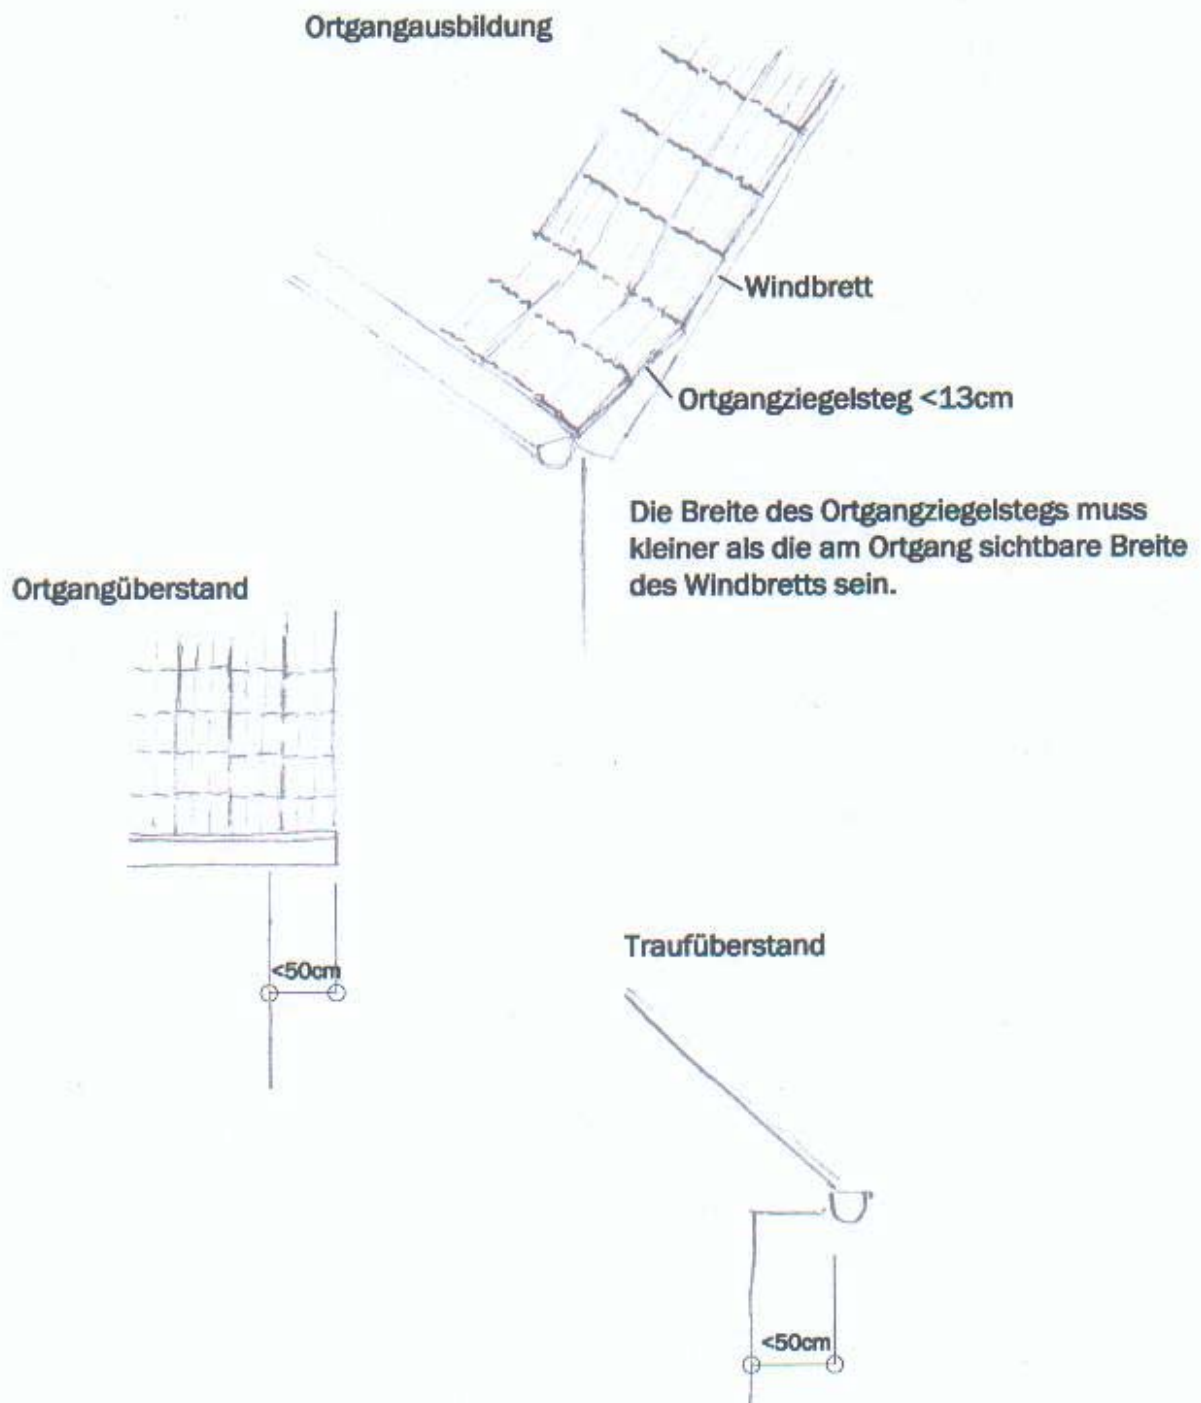 Ortgangausbildung
Windbrett
Ortgangziegelsteg <13cm
Die Breite des Ortgangziegelstegs muss
kleiner als die am Ortgang sichtbare Breite
des Windbretts sein.
Ortgangüberstand
<50cm
Traufüberstand
<50cm